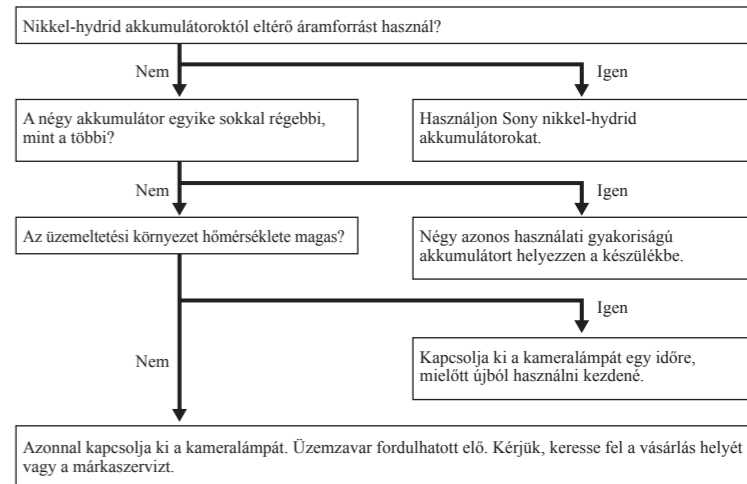 Nikkel-hydrid akkumulátoroktól eltérő áramforrást használ?
Nem
Igen
A négy akkumulátor egyike sokkal régebbi,
mint a többi?
Használjon Sony nikkel-hydrid
akkumulátorokat.
Nem
Igen
Az üzemeltetési környezet hőmérséklete magas?
Négy azonos használati gyakoriságú
akkumulátort helyezzen a készülékbe.
Igen
Nem
Kapcsolja ki a kameralámpát egy időre,
mielőtt újból használni kezdené.
Azonnal kapcsolja ki a kameralámpát. Üzemzavar fordulhatott elő. Kérjük, keresse fel a vásárlás helyét
vagy a márkaszervizt.